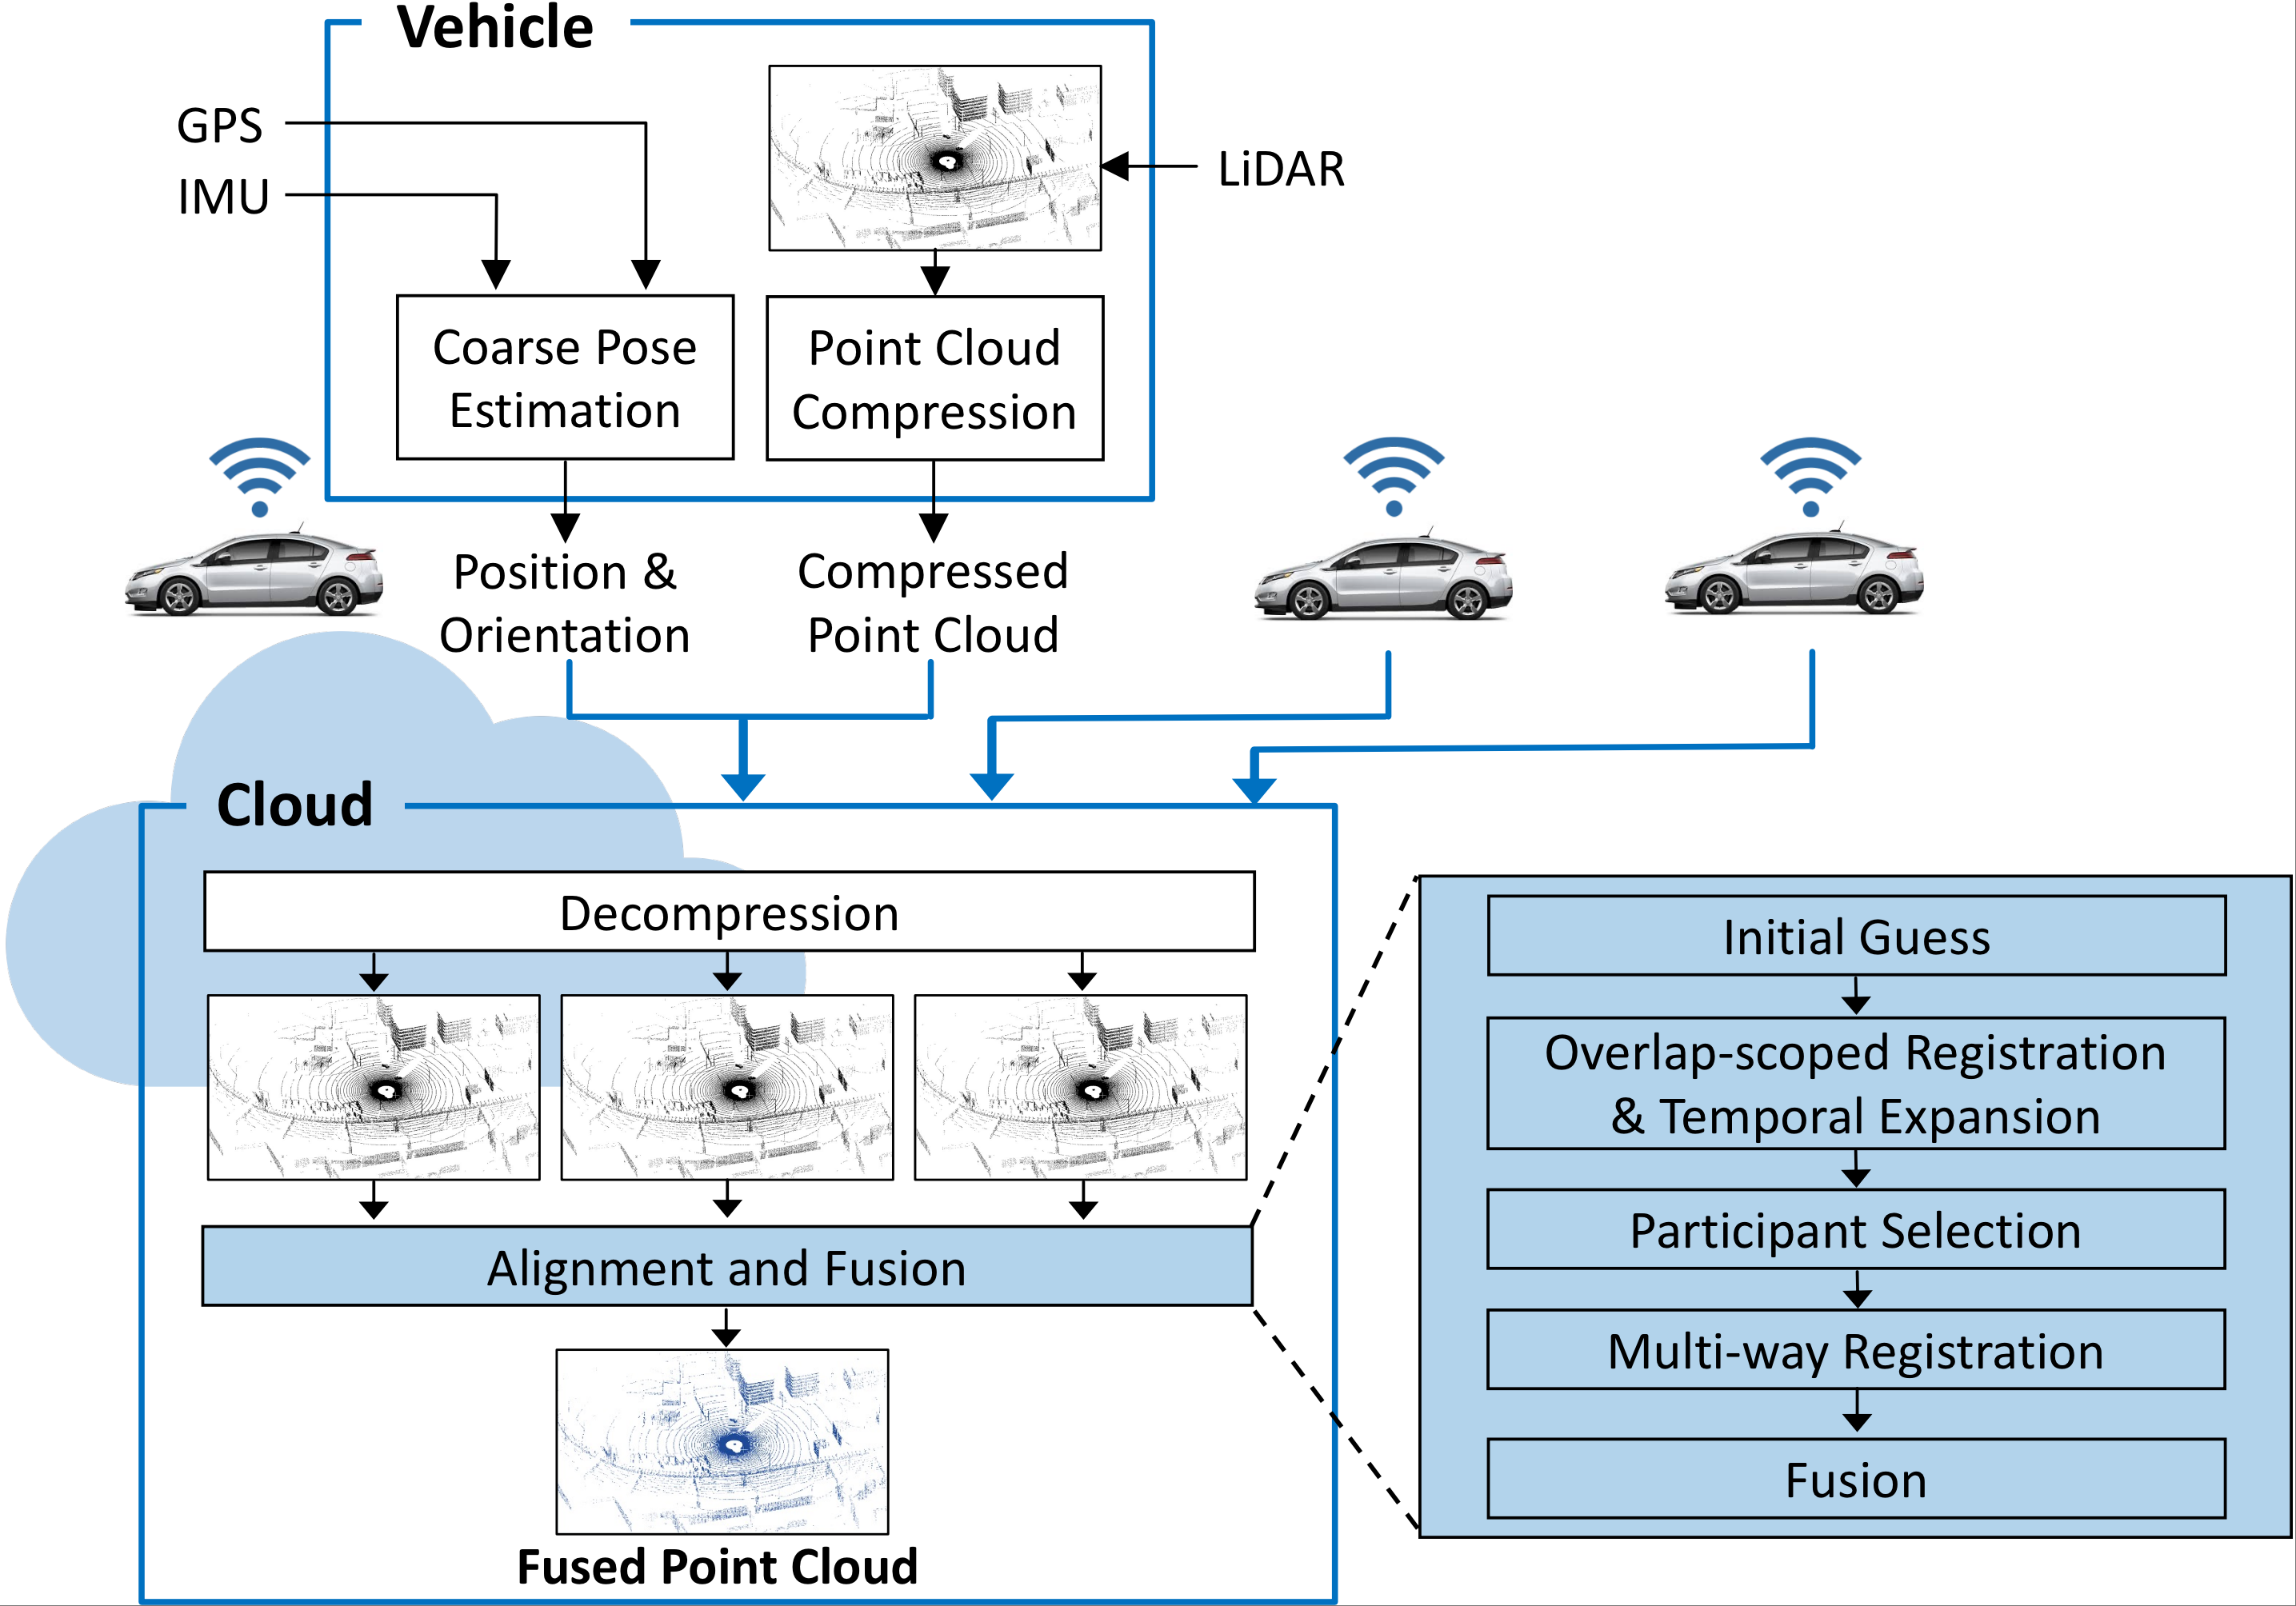 Vehicle
GPS
IMU
LiDAR
Coarse Pose
Estimation
Point Cloud
Compression
Position &
Orientation
Compressed
Point Cloud
Cloud
Decompression
Alignment and Fusion
Fused Point Cloud
Initial Guess
Overlap-scoped Registration
& Temporal Expansion
Participant Selection
Multi-way Registration
Fusion